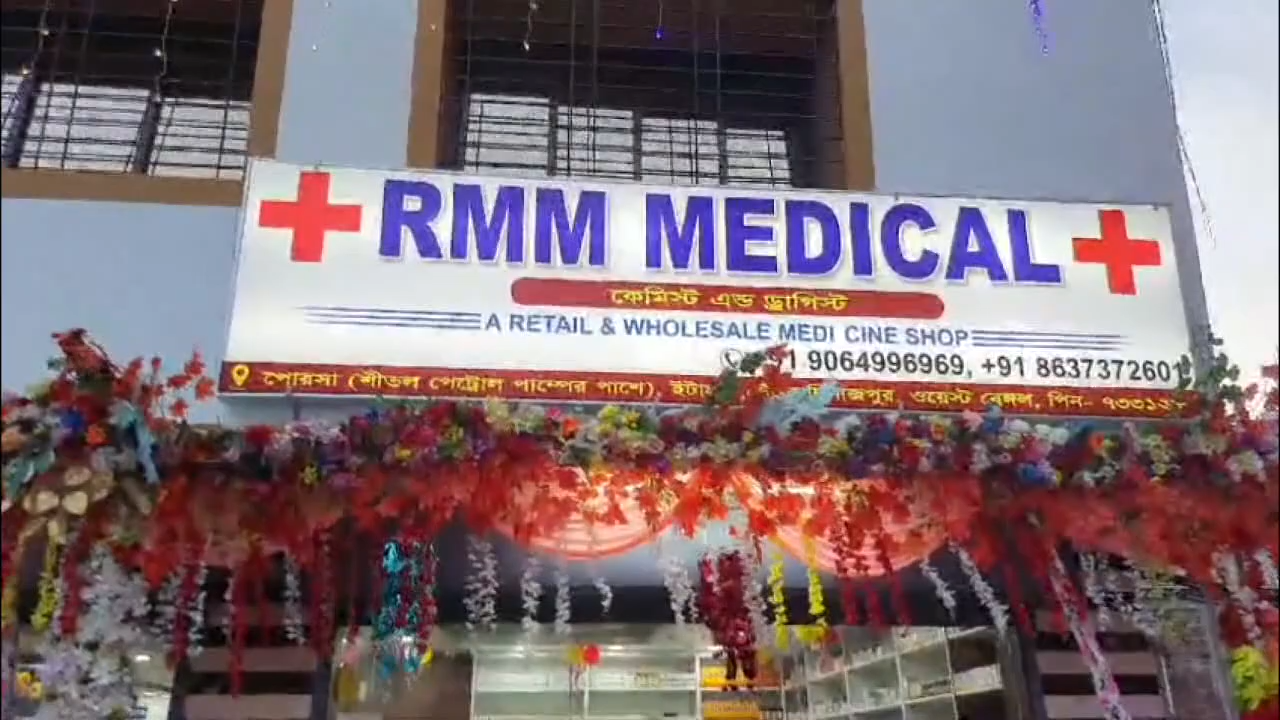 RMM MEDICAL
কেমিস্ট এন্ড ড্রাগিস্ট
A RETAIL & WHOLESALE MEDI CINE SHOP
9064996969, +91 8637372601
পোরসা (শীতল পেট্রোল পাম্পের পাশে), ওয়েস্ট বেঙ্গল, পিন-